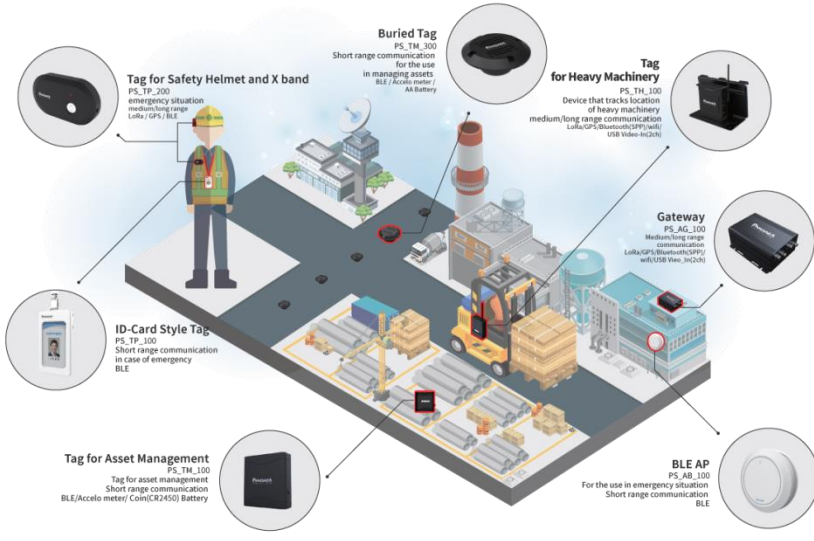 Buried Tag
PS_TM_300
Short range communication
for the use
in managing assets
BLE / Accelo meter /
AA Battery
Tag
for Heavy Machinery
PS_TH_100
Device that tracks location
of heavy machinery
medium/long range communication
LoRa/GPS/Bluetooth(SPP)/wifi/
USB Video-In(2ch)
Tag for Safety Helmet and X band
PS_TP_200
emergency situation
medium/long range
LoRa / GPS / BLE
Gateway
PS_AG_100
Medium/long range
communication
LoRa/GPS/Bluetooth(SPP)/
wifi/USB Vieo_In(2ch)
ID-Card Style Tag
PS_TP_100
Short range communication
in case of emergency
BLE
Tag for Asset Management
PS_TM_100
Tag for asset management
Short range communication
BLE/Accelo meter/ Coin(CR2450) Battery
BLE AP
PS_AB_100
For the use in emergency situation
Short range communication
BLE